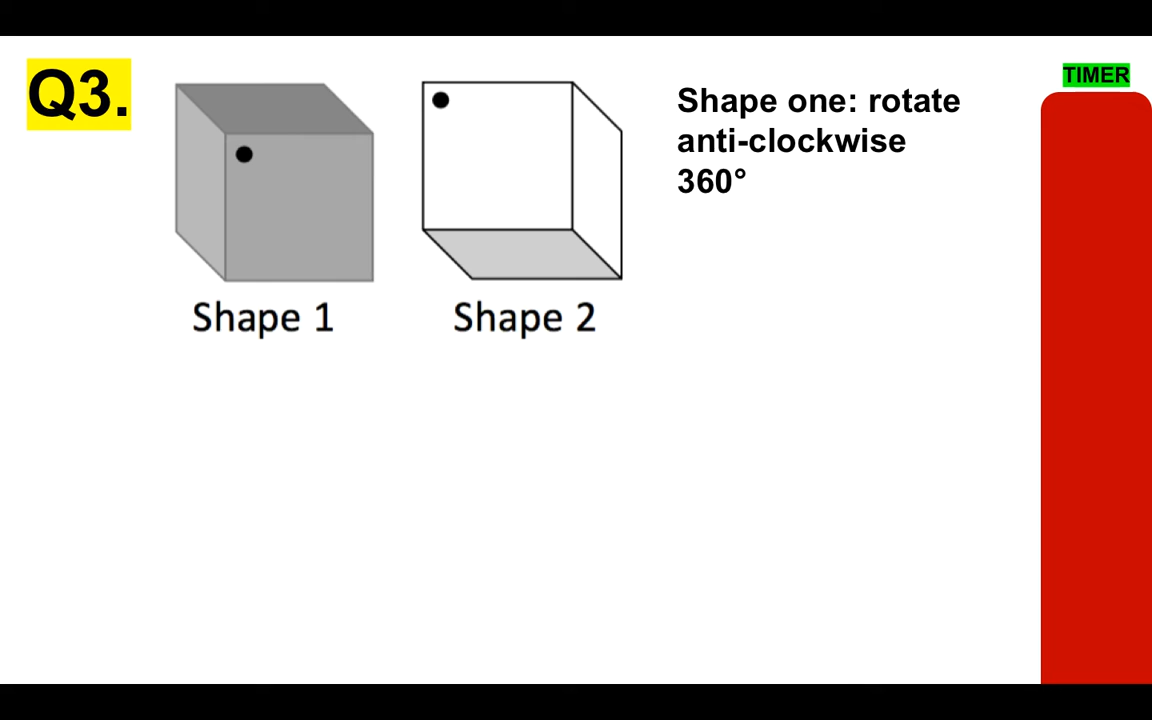 Q3.
Shape one: rotate
anti-clockwise
360°
TIMER
Shape 1
Shape 2